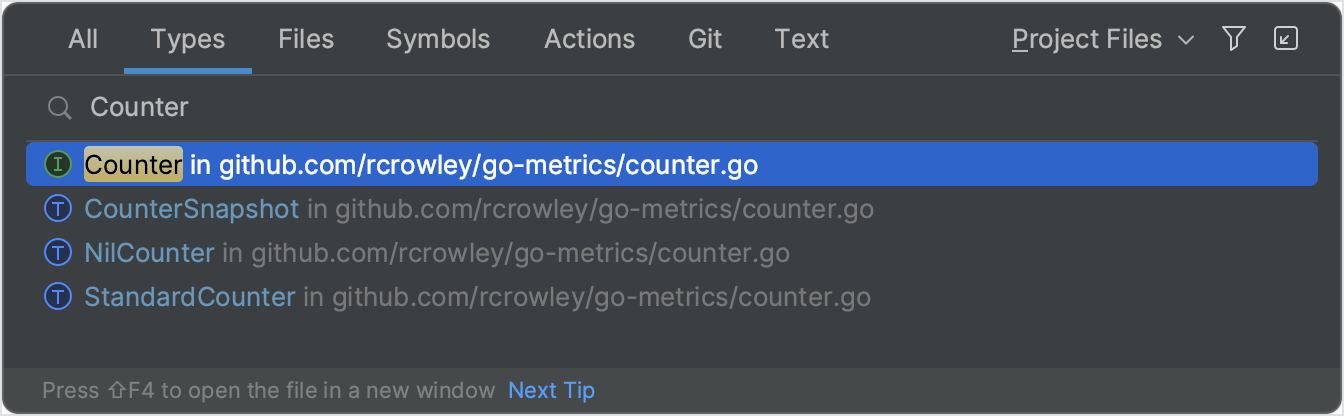 All Types Files Symbols Actions Git Text Project Files
Counter
I Counter in github.com/rcrowley/go-metrics/counter.go
T CounterSnapshot in github.com/rcrowley/go-metrics/counter.go
T NilCounter in github.com/rcrowley/go-metrics/counter.go
T StandardCounter in github.com/rcrowley/go-metrics/counter.go
Press ⇧F4 to open the file in a new window Next Tip